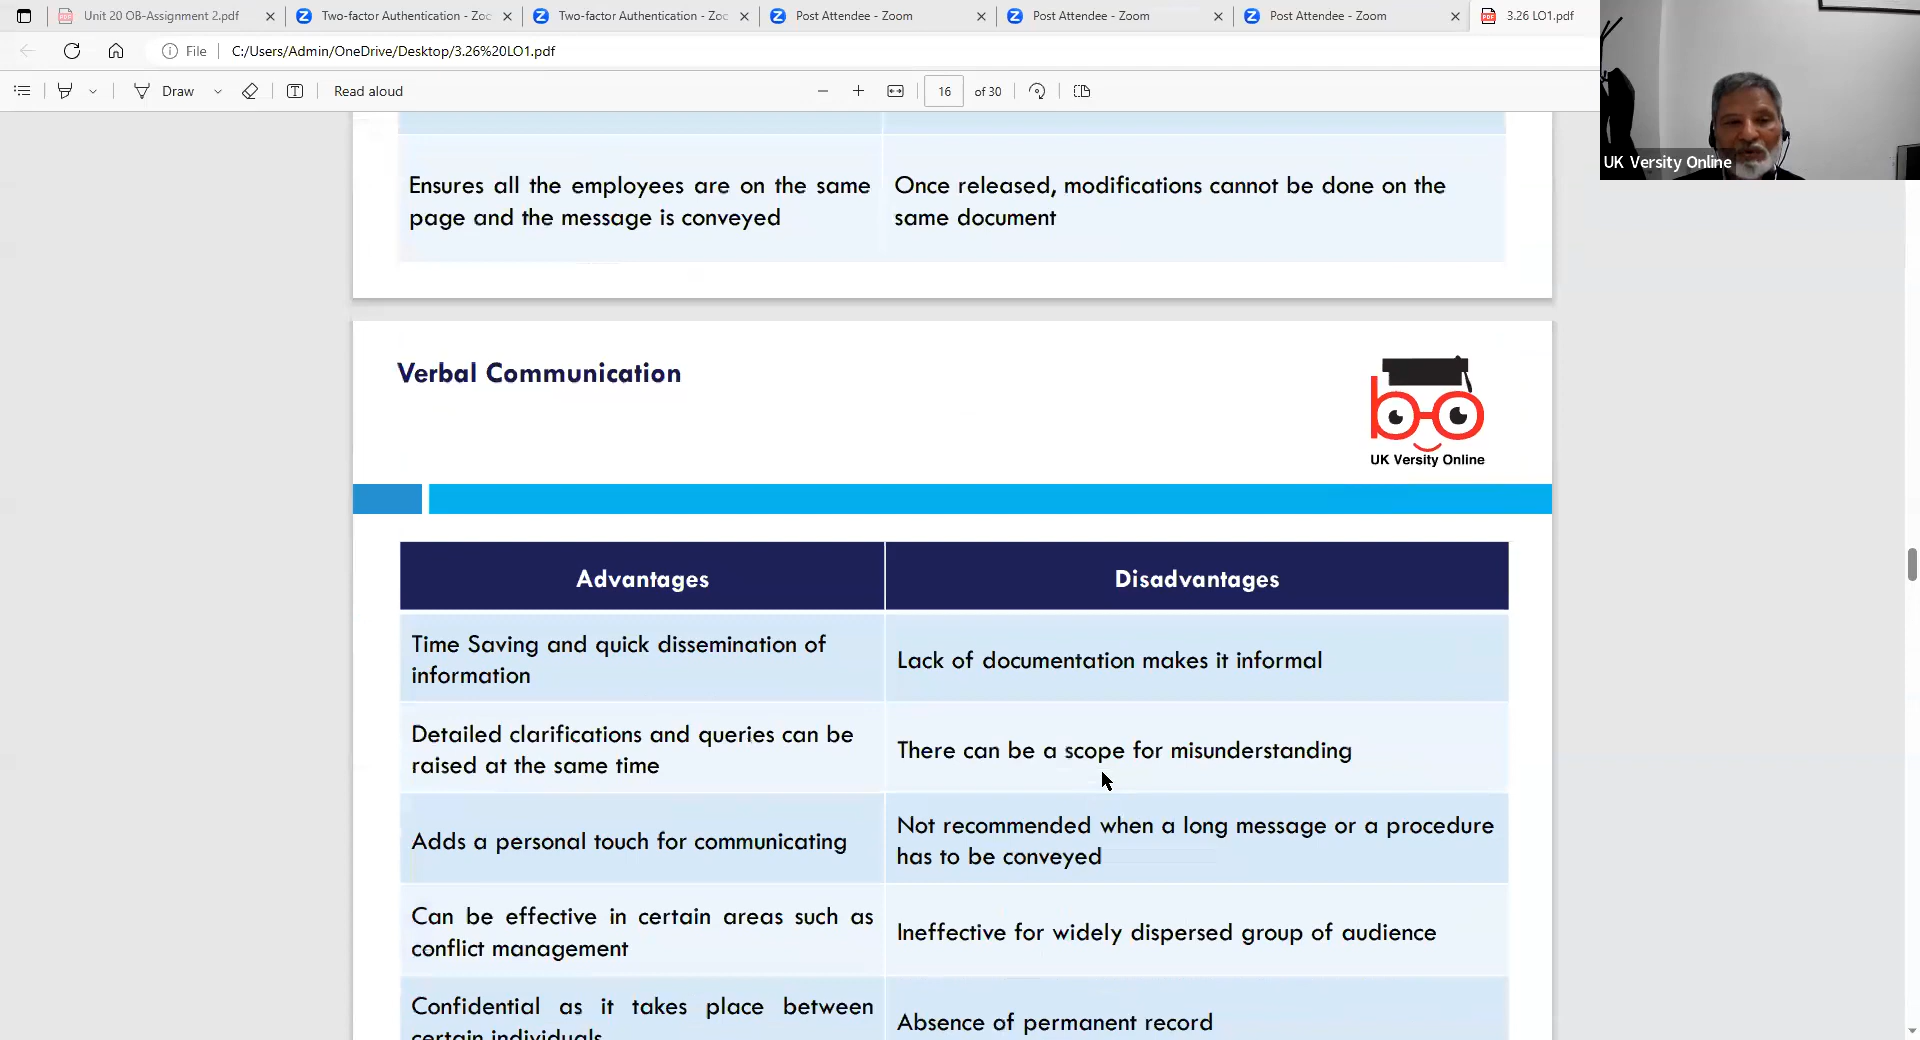 Unit 20 OB-Assignment 2.pdf
Two-factor Authentication - Zoc
Two-factor Authentication - Zoc
Post Attendee - Zoom
Post Attendee - Zoom
Post Attendee - Zoom
3.26 LO1.pdf
File
C:/Users/Admin/OneDrive/Desktop/3.26%20LO1.pdf
Draw
Read aloud
16
of 30
UK Versity Online
Ensures all the employees are on the same
page and the message is conveyed
Once released, modifications cannot be done on the
same document
Verbal Communication
UK Versity Online
Advantages
Disadvantages
Time Saving and quick dissemination of
information
Lack of documentation makes it informal
Detailed clarifications and queries can be
raised at the same time
There can be a scope for misunderstanding
Adds a personal touch for communicating
Not recommended when a long message or a procedure
has to be conveyed
Can be effective in certain areas such as
conflict management
Ineffective for widely dispersed group of audience
Confidential as it takes place between
certain individuals
Absence of permanent record